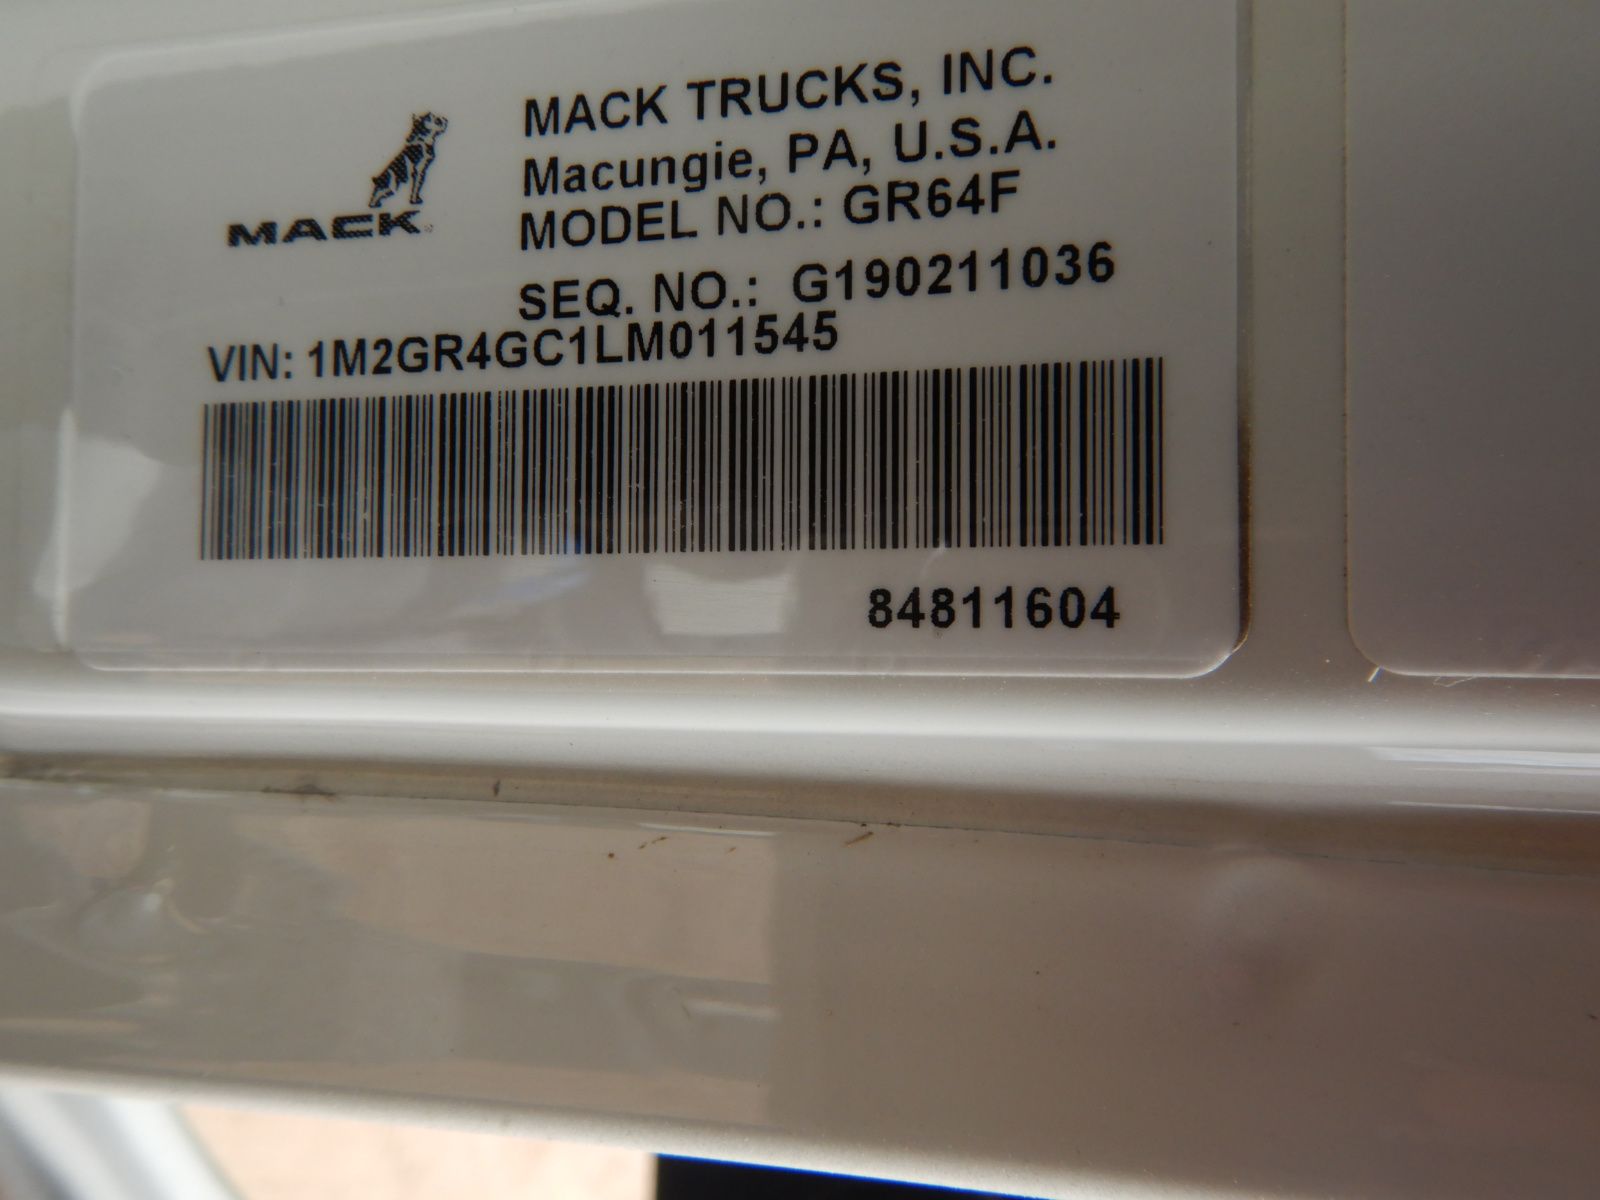 MACK TRUCKS, INC.
Macungie, PA, U.S.A.
MACK
MODEL NO.: GR64F
SEQ. NO.: G190211036
VIN: 1M2GR4GC1LM011545
84811604